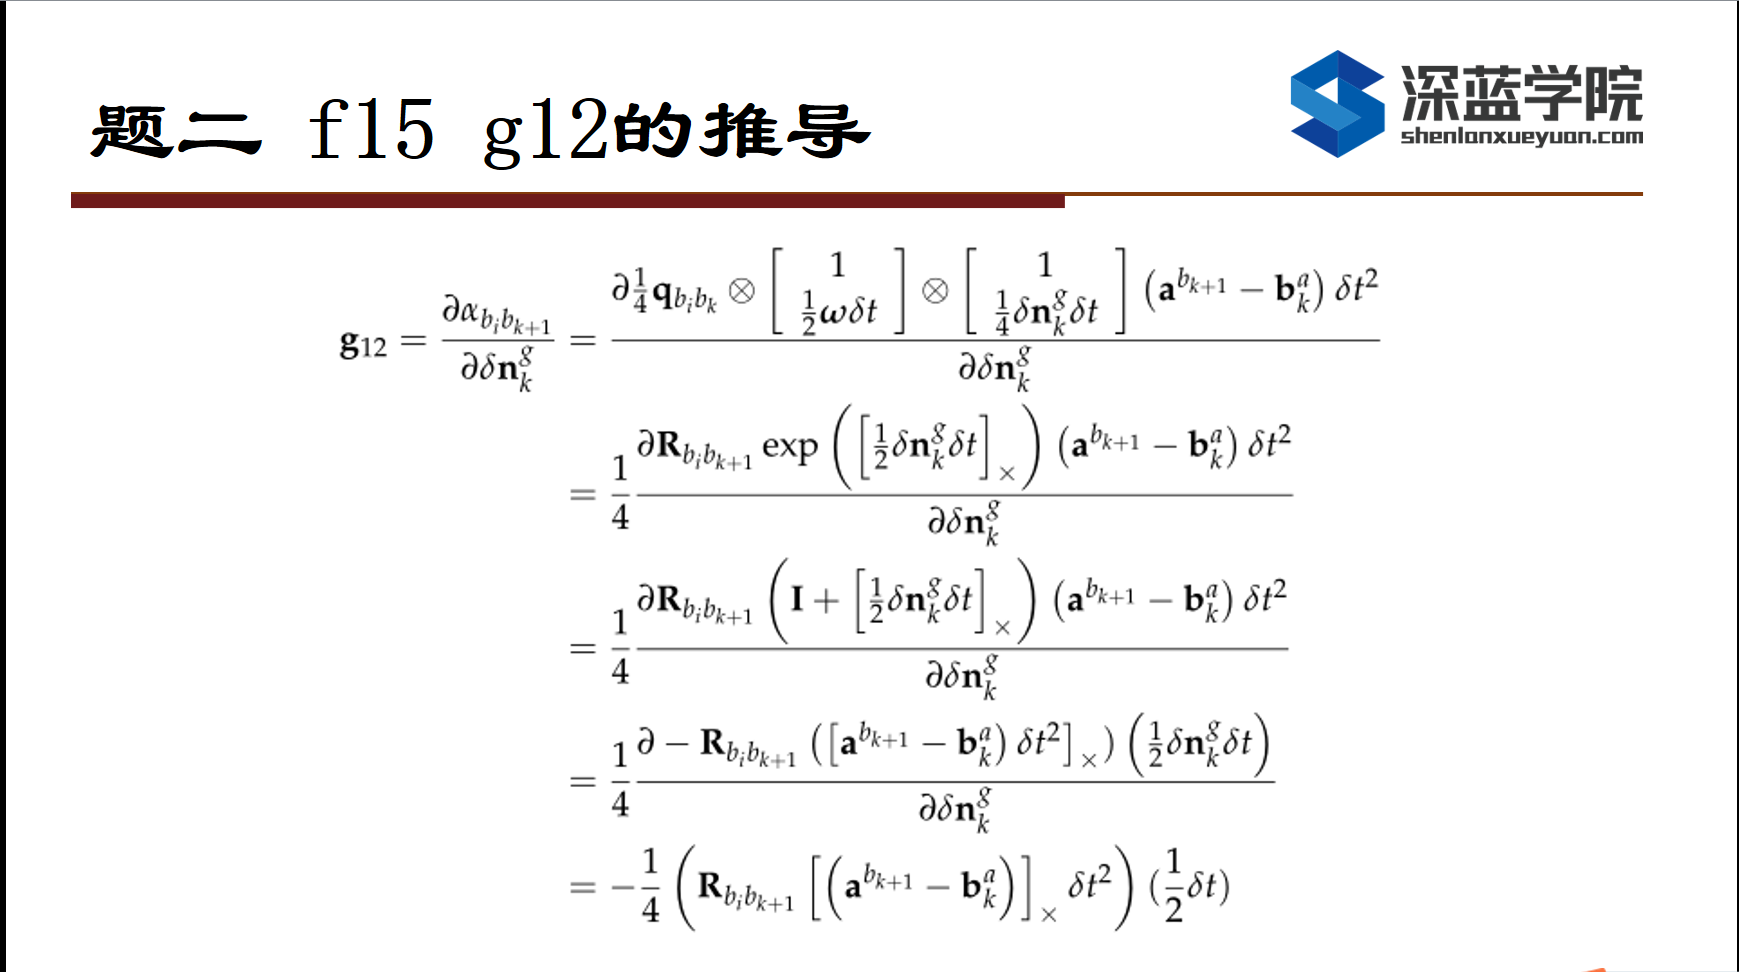 题二 f15 g12的推导
深蓝学院
shenlanxueyuan.com
$\mathbf{g}_{12} = \frac{\partial \alpha_{b_i b_{k+1}}}{\partial \delta \mathbf{n}_k^g} = \frac{\partial \frac{1}{4} \mathbf{q}_{b_i b_k} \otimes \begin{bmatrix} 1 \\ \frac{1}{2} \boldsymbol{\omega} \delta t \end{bmatrix} \otimes \begin{bmatrix} 1 \\ \frac{1}{4} \delta \mathbf{n}_k^g \delta t \end{bmatrix} \left( \mathbf{a}^{b_{k+1}} - \mathbf{b}_k^a \right) \delta t^2}{\partial \delta \mathbf{n}_k^g}$
$= \frac{1}{4} \frac{\partial \mathbf{R}_{b_i b_{k+1}} \exp \left( \left[ \frac{1}{2} \delta \mathbf{n}_k^g \delta t \right]_\times \right) \left( \mathbf{a}^{b_{k+1}} - \mathbf{b}_k^a \right) \delta t^2}{\partial \delta \mathbf{n}_k^g}$
$= \frac{1}{4} \frac{\partial \mathbf{R}_{b_i b_{k+1}} \left( \mathbf{I} + \left[ \frac{1}{2} \delta \mathbf{n}_k^g \delta t \right]_\times \right) \left( \mathbf{a}^{b_{k+1}} - \mathbf{b}_k^a \right) \delta t^2}{\partial \delta \mathbf{n}_k^g}$
$= \frac{1}{4} \frac{\partial - \mathbf{R}_{b_i b_{k+1}} \left( \left[ \mathbf{a}^{b_{k+1}} - \mathbf{b}_k^a \right) \delta t^2 \right]_\times \left) \left( \frac{1}{2} \delta \mathbf{n}_k^g \delta t \right)}{\partial \delta \mathbf{n}_k^g}$
$= -\frac{1}{4} \left( \mathbf{R}_{b_i b_{k+1}} \left[ \left( \mathbf{a}^{b_{k+1}} - \mathbf{b}_k^a \right) \right]_\times \delta t^2 \right) \left( \frac{1}{2} \delta t \right)$